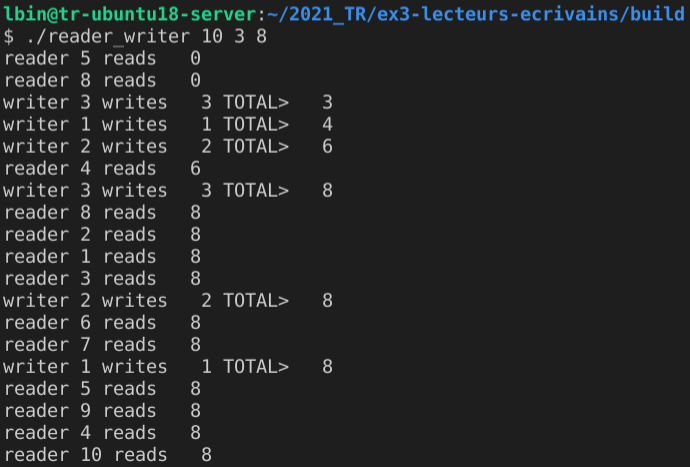 lbin@tr-ubuntu18-server:~/2021_TR/ex3-lecteurs-ecrivains/build
$ ./reader_writer 10 3 8
reader 5 reads   0
reader 8 reads   0
writer 3 writes   3 TOTAL>   3
writer 1 writes   1 TOTAL>   4
writer 2 writes   2 TOTAL>   6
reader 4 reads   6
writer 3 writes   3 TOTAL>   8
reader 8 reads   8
reader 2 reads   8
reader 1 reads   8
reader 3 reads   8
writer 2 writes   2 TOTAL>   8
reader 6 reads   8
reader 7 reads   8
writer 1 writes   1 TOTAL>   8
reader 5 reads   8
reader 9 reads   8
reader 4 reads   8
reader 10 reads   8